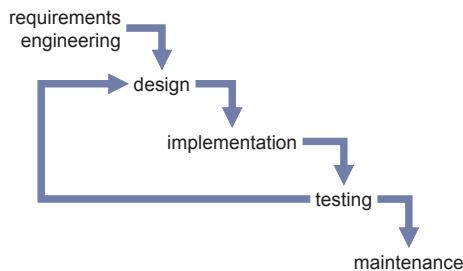 requirements
engineering
design
implementation
testing
maintenance